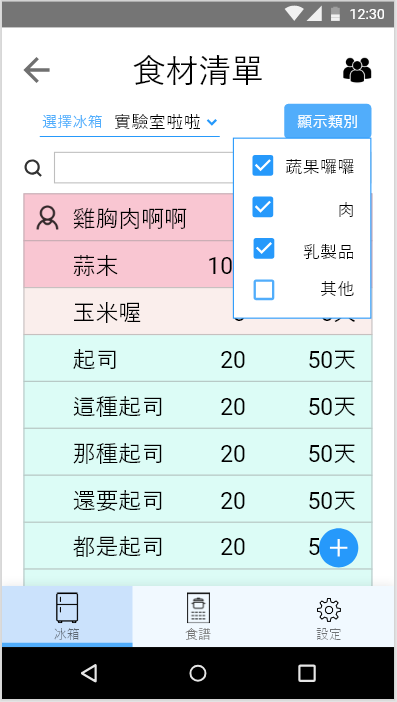 12:30
食材清單
選擇冰箱 實驗室啦啦 顯示類別
蔬果囉囉
肉
乳製品
其他
雞胸肉啊啊
蒜末 10
玉米喔
起司 20 50天
這種起司 20 50天
那種起司 20 50天
還要起司 20 50天
都是起司 20 5
冰箱 食譜 設定